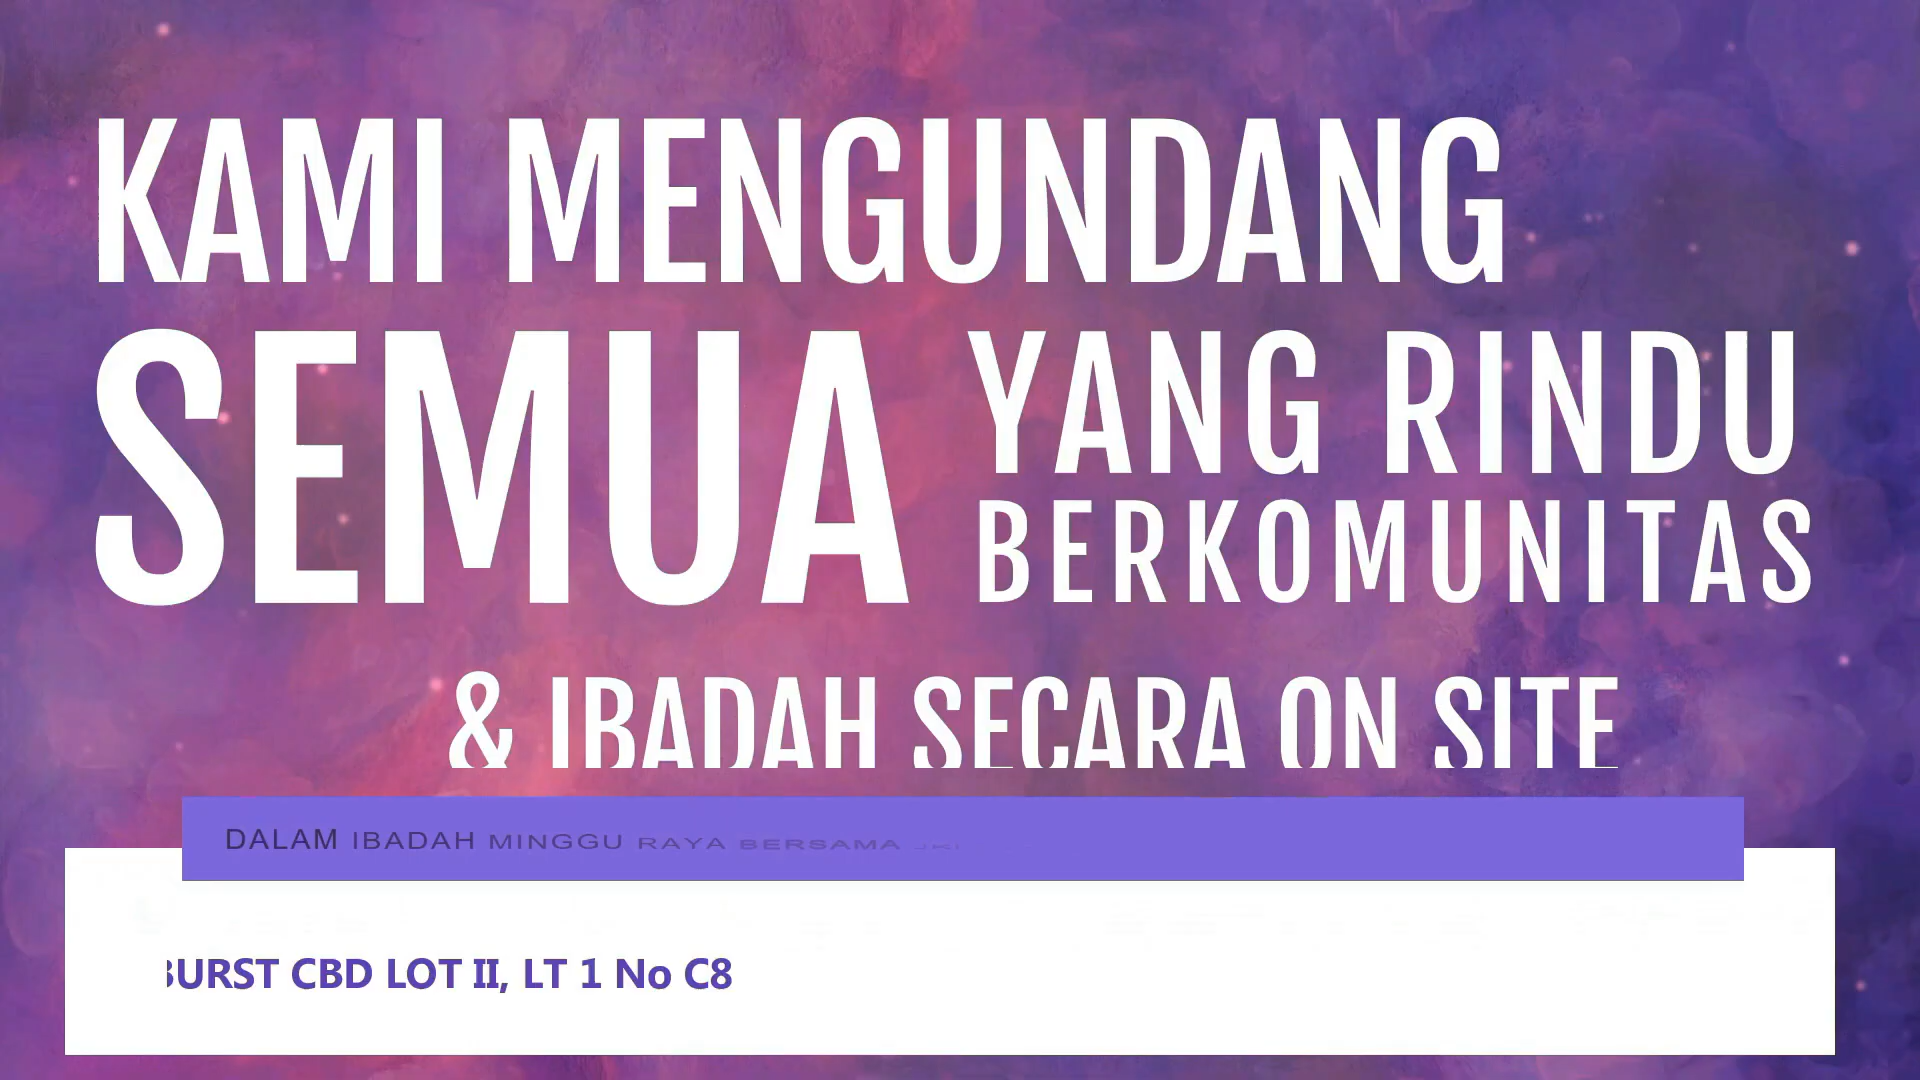 KAMI MENGUNDANG
SEMUA YANG RINDU
BERKOMUNITAS
& IBADAH SECARA ON SITE
DALAM IBADAH MINGGU RAYA BERSAMA
CBD LOT II, LT 1 No C8